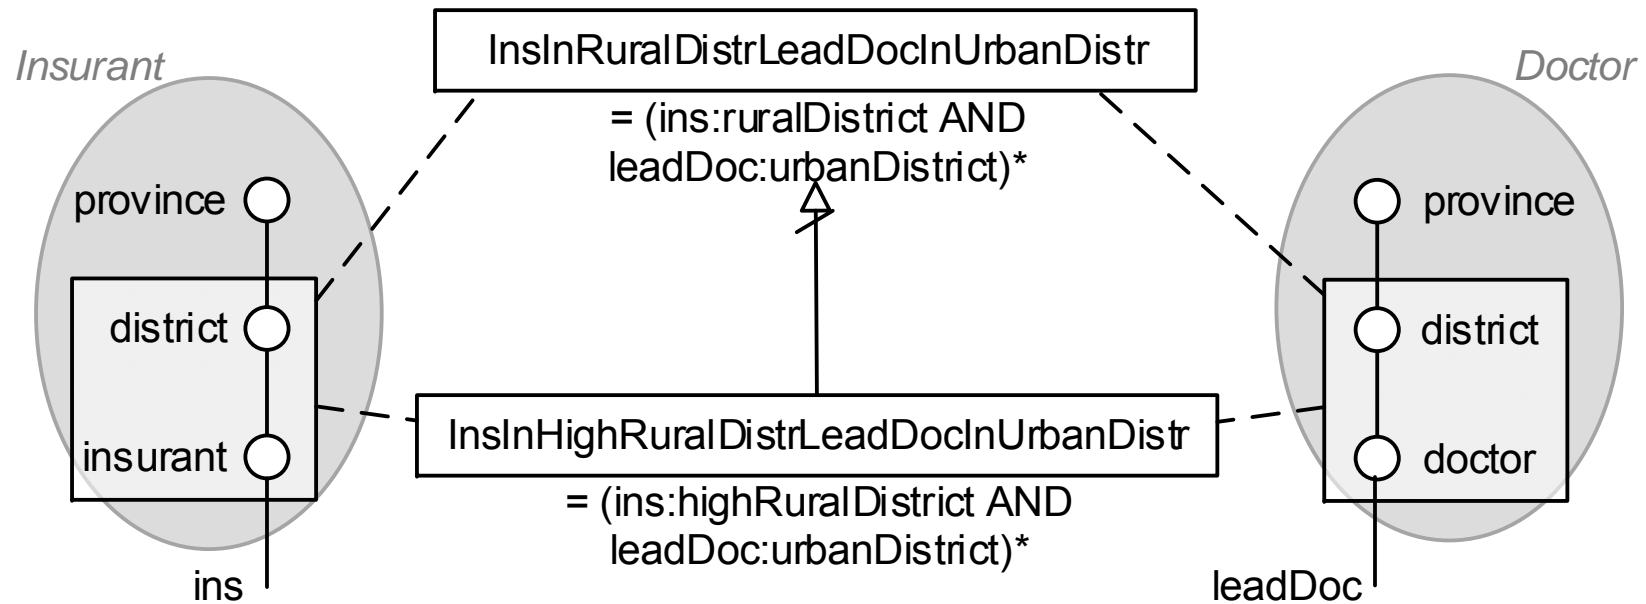 Insurant
InsInRuralDistrLeadDocInUrbanDistr
Doctor
= (ins:ruralDistrict AND
leadDoc:urbanDistrict)*
province
province
district
district
InsInHighRuralDistrLeadDocInUrbanDistr
insurant
doctor
= (ins:highRuralDistrict AND
leadDoc:urbanDistrict)*
ins
leadDoc